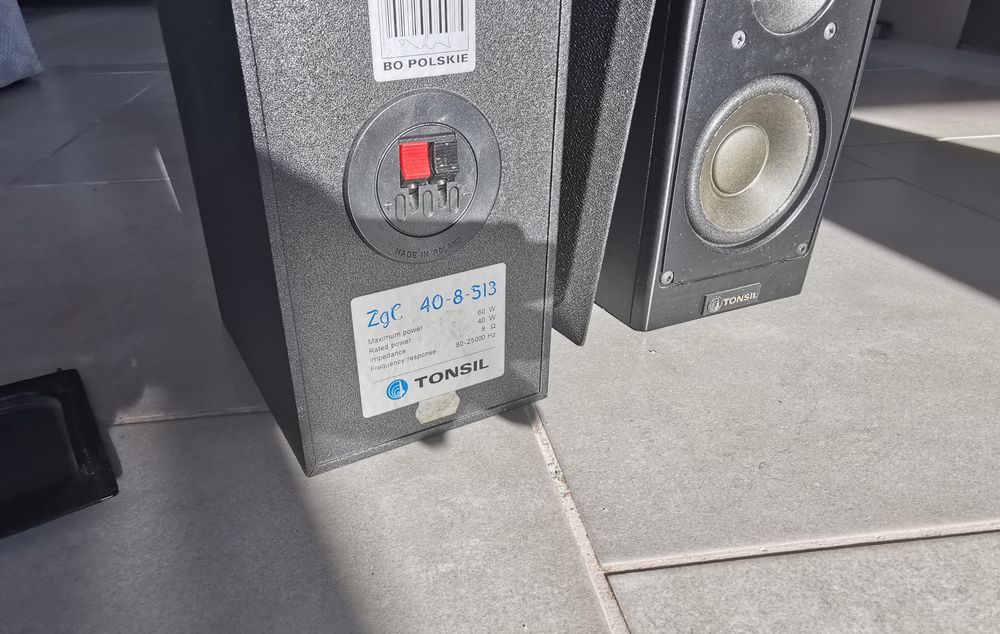 BO POLSKIE
+ -
MADE IN POLAND
ZgC 40-8-513
Maximum power 60 W
Rated power 40 W
Impedance 8 Ω
Frequency response 80-25000 Hz
TONSIL
TONSIL